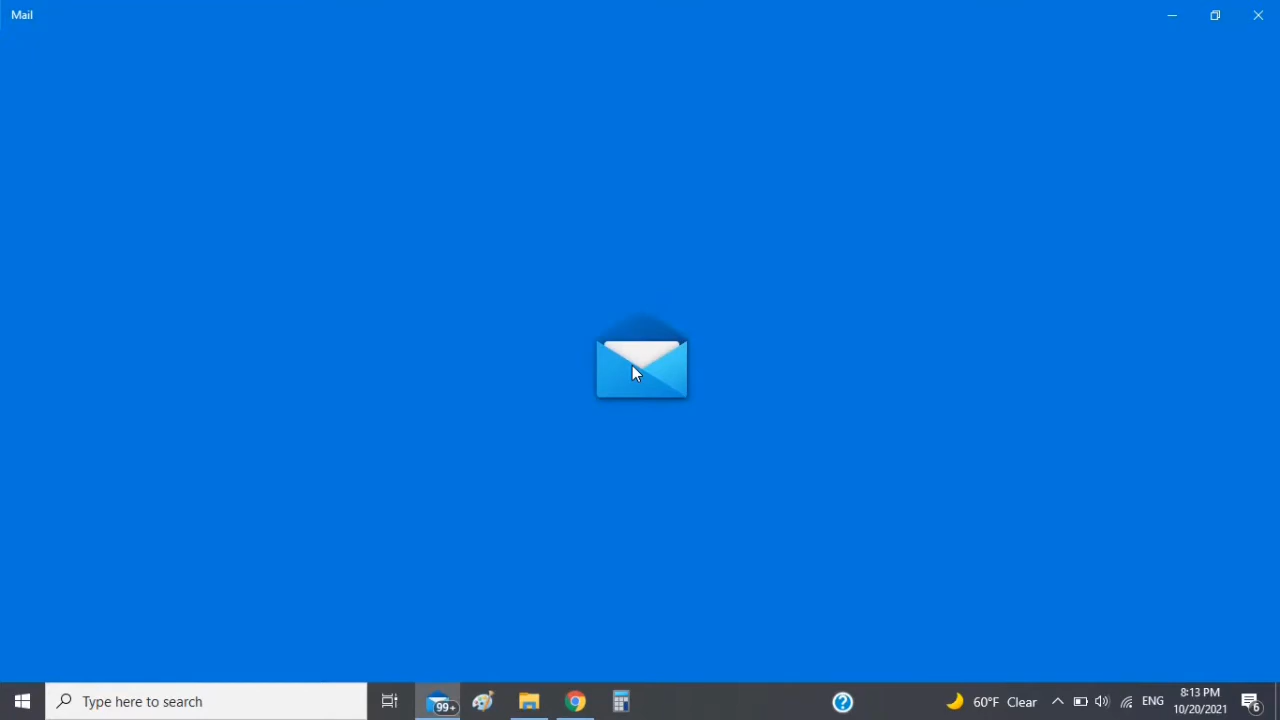 Mail
Type here to search
99+
?
60°F Clear
ENG
8:13 PM
10/20/2021
6